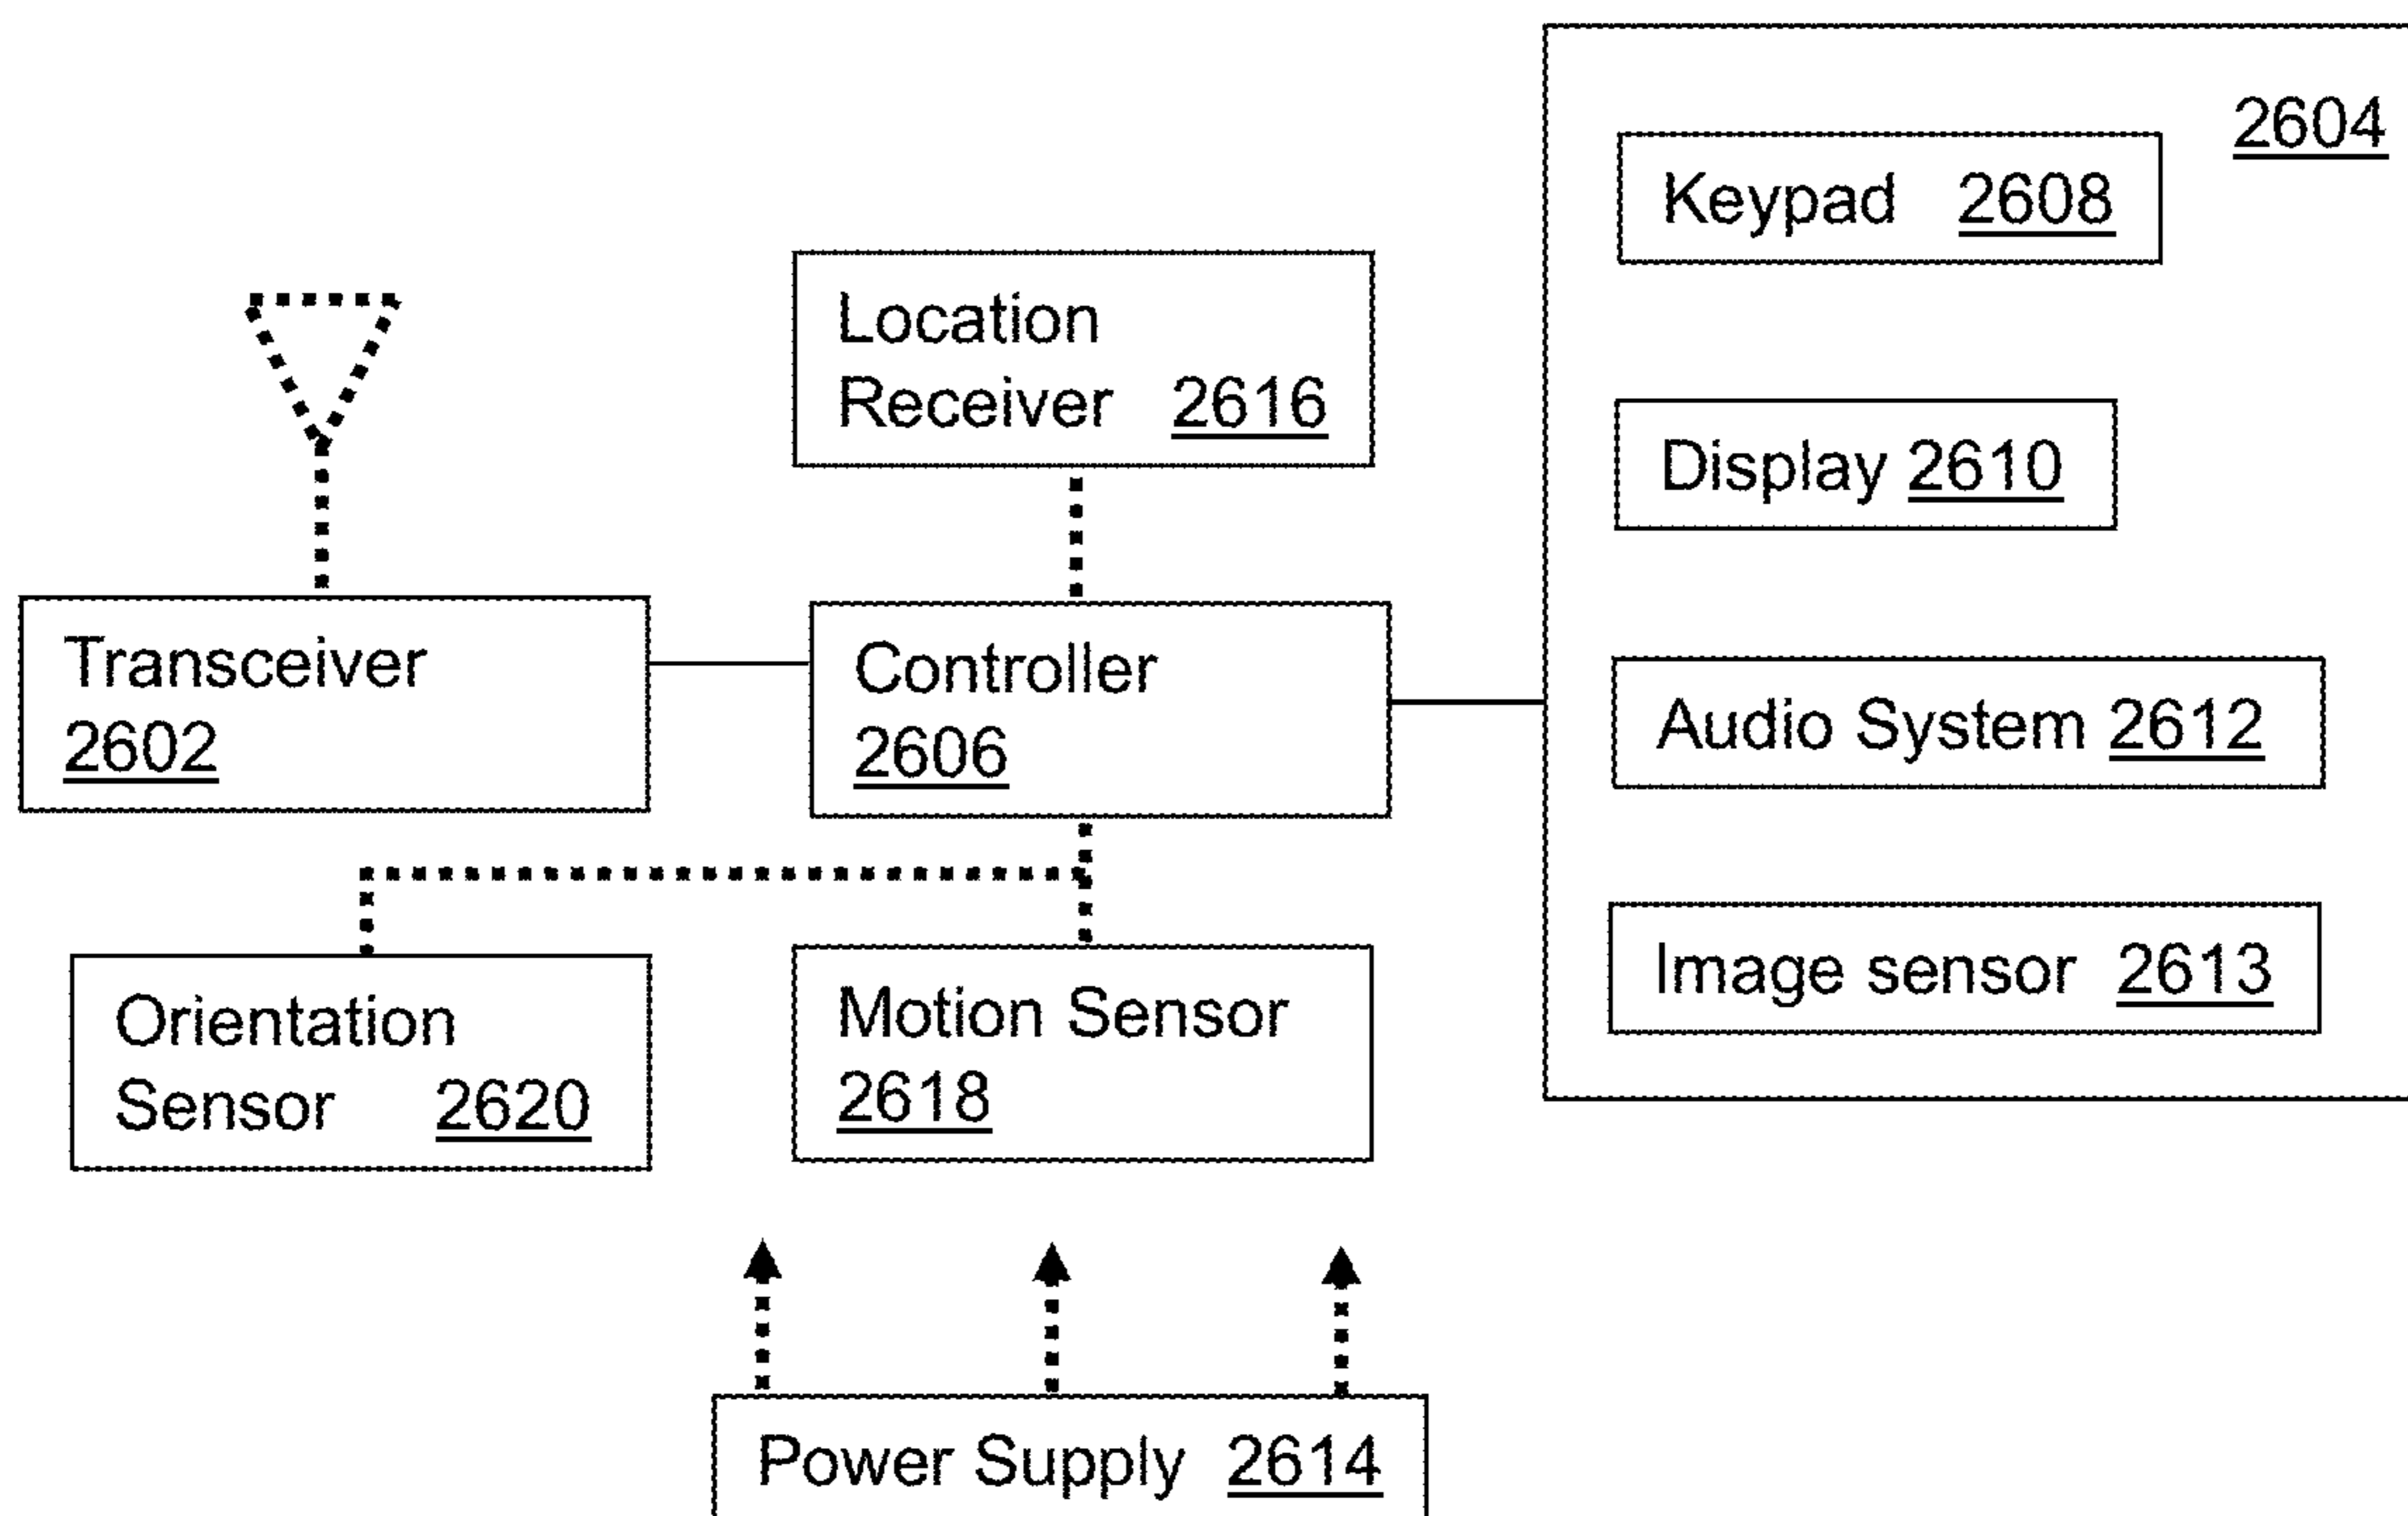 2604
Keypad 2608
Location
Receiver 2616
Display 2610
Transceiver
2602
Controller
2606
Audio System 2612
Image sensor 2613
Orientation
Sensor 2620
Motion Sensor
2618
Power Supply 2614